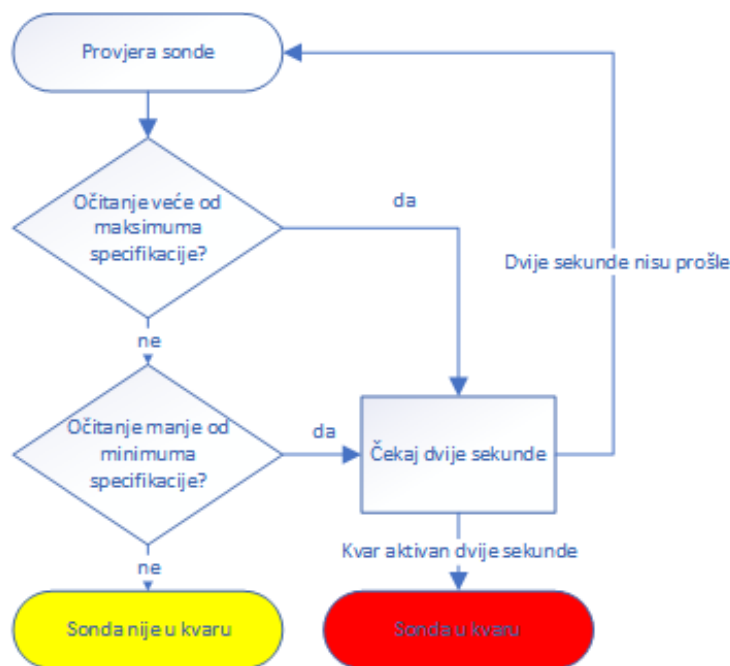 Provjera sonde
Očitanje veće od
maksimuma
specifikacije?
da
Dvije sekunde nisu prošle
ne
Očitanje manje od
minimuma
specifikacije?
da
Čekaj dvije sekunde
Kvar aktivan dvije sekunde
ne
Sonda nije u kvaru
Sonda u kvaru